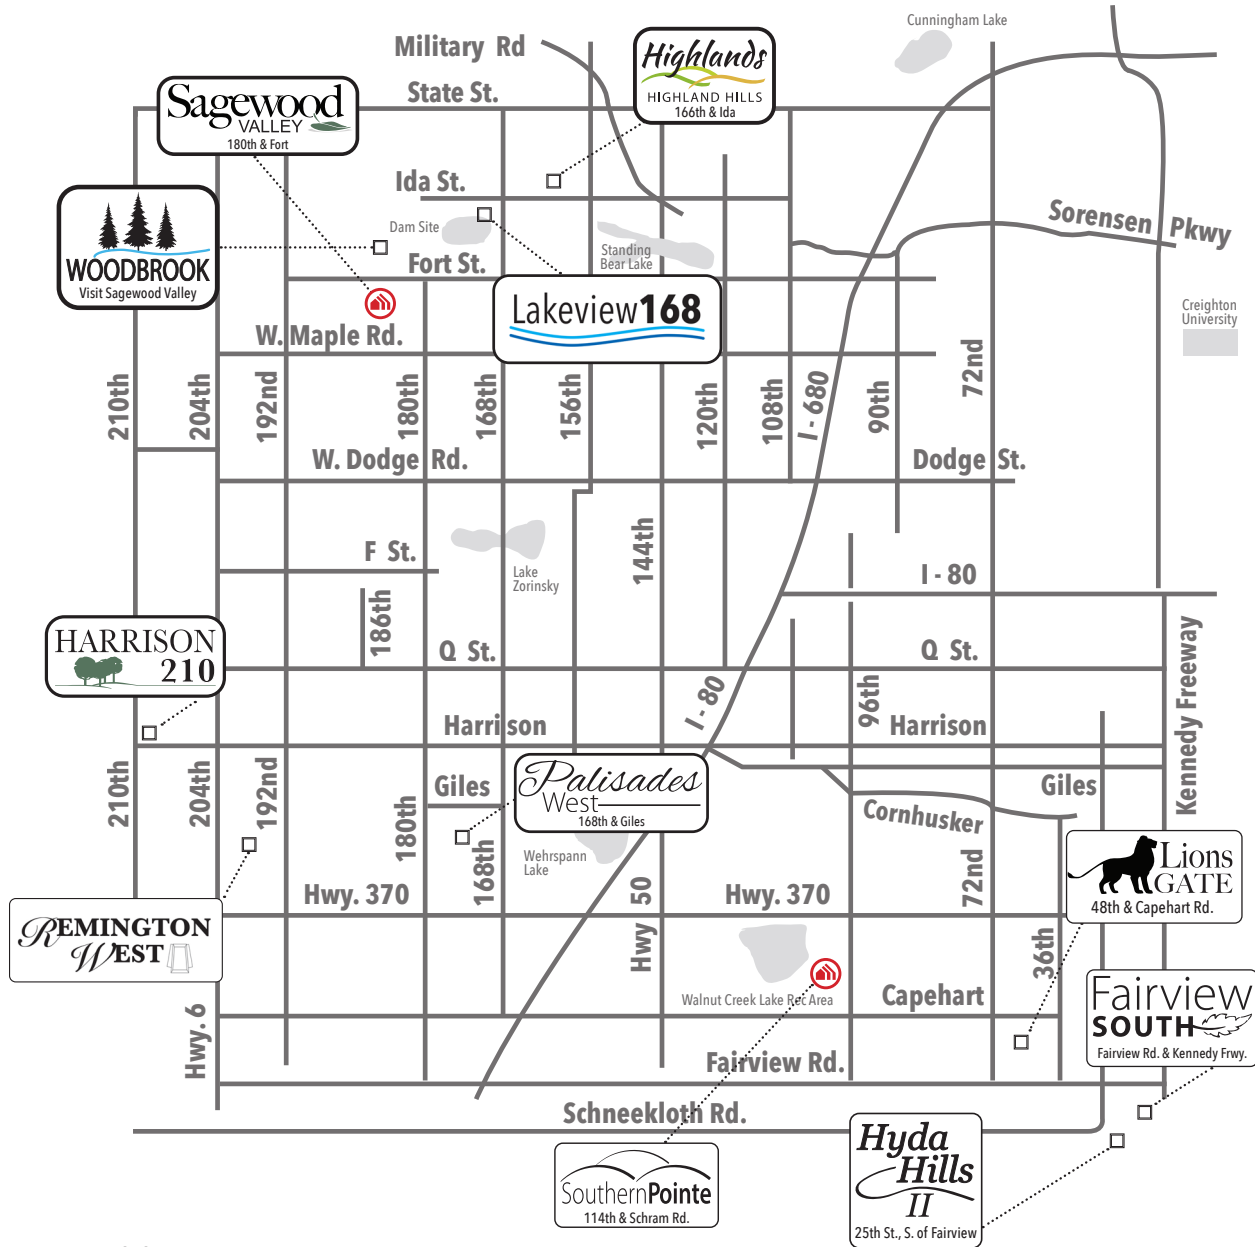 Cunningham Lake
Military Rd
Highlands
HIGHLAND HILLS
166th & Ida
State St.
Sagewood
VALLEY
180th & Fort
Ida St.
WOODBROOK
Visit Sagewood Valley
Dam Site
Standing
Bear Lake
Sorensen Pkwy
Fort St.
Lakeview168
Creighton
University
W. Maple Rd.
210th
204th
192nd
180th
168th
156th
120th
108th
I - 680
90th
72nd
W. Dodge Rd.
Dodge St.
144th
F St.
Lake
Zorinsky
I - 80
186th
HARRISON
210
Q St.
Q St.
I - 80
96th
Kennedy Freeway
Harrison
Harrison
210th
204th
192nd
180th
Giles
168th
Palisades
West
168th & Giles
Giles
Cornhusker
Wehrspann
Lake
Lions
GATE
48th & Capehart Rd.
72nd
Hwy. 370
Hwy 50
Hwy. 370
36th
REMINGTON
WEST
Walnut Creek Lake Rec Area
Capehart
Fairview
SOUTH
Fairview Rd. & Kennedy Frwy.
Hwy. 6
Fairview Rd.
Schneekloth Rd.
Hyda
Hills
II
25th St., S. of Fairview
SouthernPointe
114th & Schram Rd.